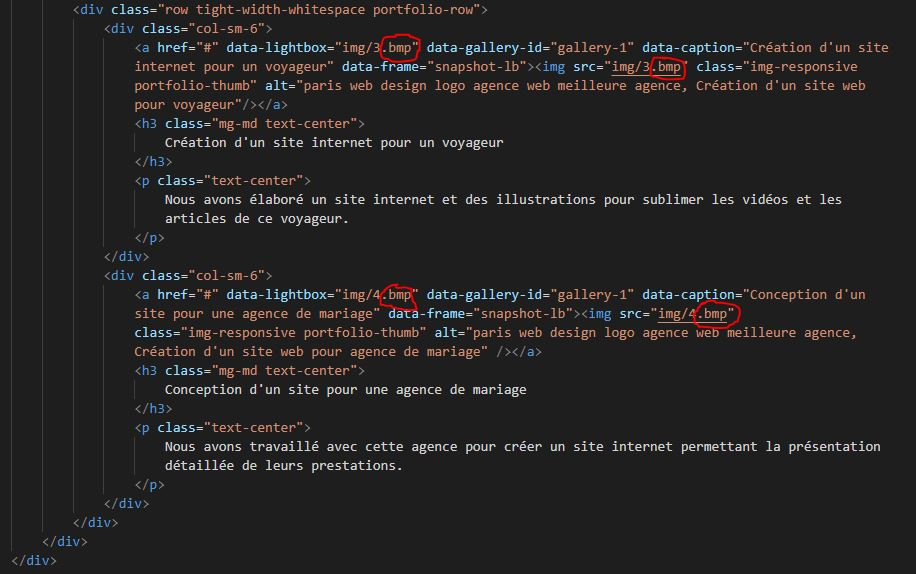 <div class="row tight-width-whitespace portfolio-row">
<div class="col-sm-6">
<a href="#" data-lightbox="img/3.bmp" data-gallery-id="gallery-1" data-caption="Création d'un site
internet pour un voyageur" data-frame="snapshot-lb"><img src="img/3.bmp" class="img-responsive
portfolio-thumb" alt="paris web design logo agence web meilleure agence, Création d'un site web
pour voyageur"/></a>
<h3 class="mg-md text-center">
Création d'un site internet pour un voyageur
</h3>
<p class="text-center">
Nous avons élaboré un site internet et des illustrations pour sublimer les vidéos et les
articles de ce voyageur.
</p>
</div>
<div class="col-sm-6">
<a href="#" data-lightbox="img/4.bmp" data-gallery-id="gallery-1" data-caption="Conception d'un
site pour une agence de mariage" data-frame="snapshot-lb"><img src="img/4.bmp"
class="img-responsive portfolio-thumb" alt="paris web design logo agence web meilleure agence,
Création d'un site web pour agence de mariage" /></a>
<h3 class="mg-md text-center">
Conception d'un site pour une agence de mariage
</h3>
<p class="text-center">
Nous avons travaillé avec cette agence pour créer un site internet permettant la présentation
détaillée de leurs prestations.
</p>
</div>
</div>
</div>
</div>